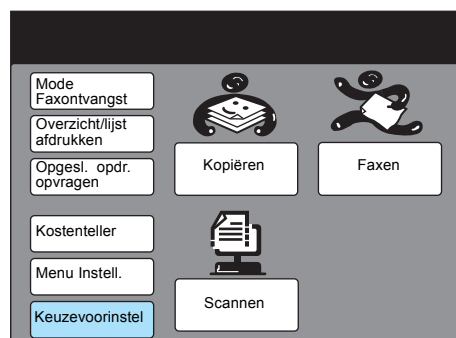 Mode
Faxontvangst
Overzicht/lijst
afdrukken
Opgesl. opdr.
opvragen
Kostenteller
Menu Instell.
Keuzevoorinstel
Kopiëren
Faxen
Scannen